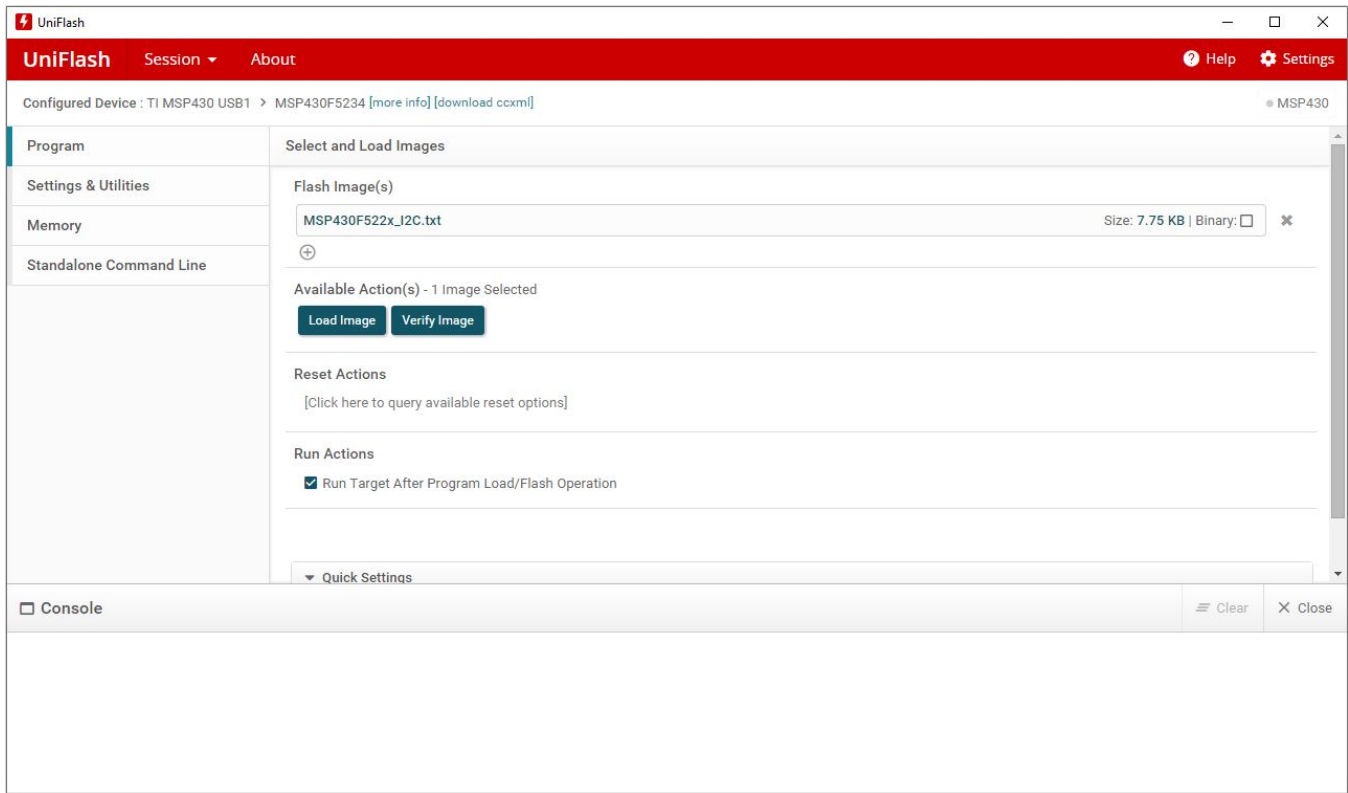 UniFlash
UniFlash Session About Help Settings
Configured Device : TI MSP430 USB1 > MSP430F5234 [more info] [download ccxml] MSP430
Program
Settings & Utilities
Memory
Standalone Command Line
Select and Load Images
Flash Image(s)
MSP430F522x_I2C.txt Size: 7.75 KB | Binary:
Available Action(s) - 1 Image Selected
Load Image Verify Image
Reset Actions
[Click here to query available reset options]
Run Actions
Run Target After Program Load/Flash Operation
Quick Settings
Console Clear Close